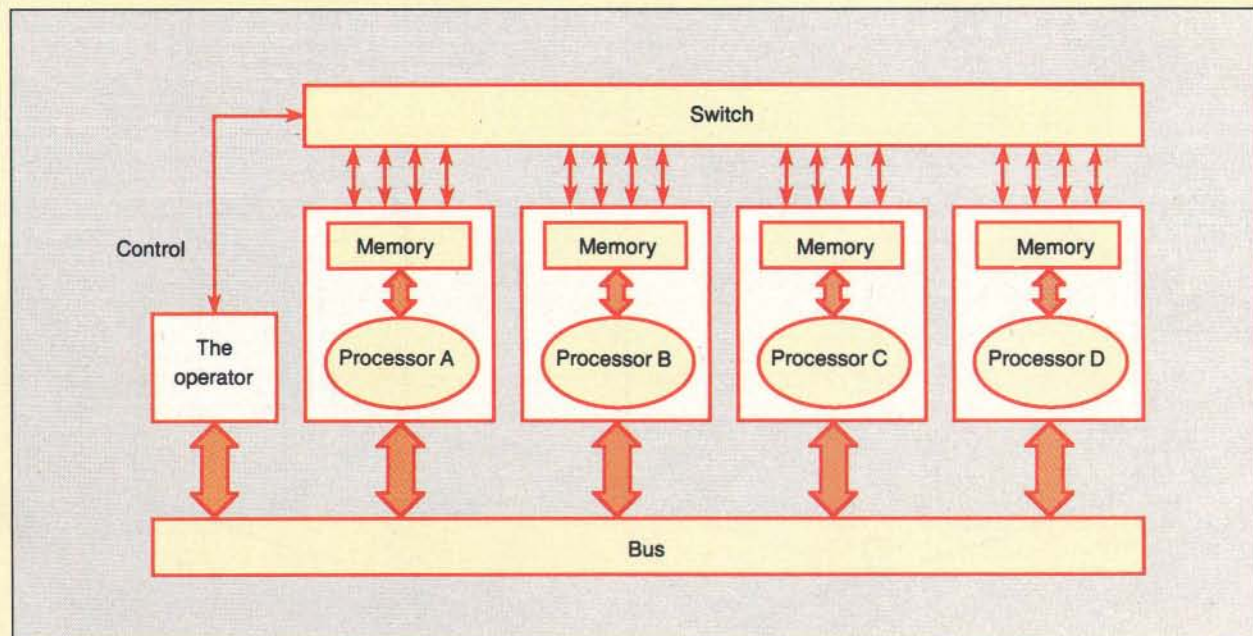 Switch
Control
Memory
Memory
Memory
Memory
The
operator
Processor A
Processor B
Processor C
Processor D
Bus